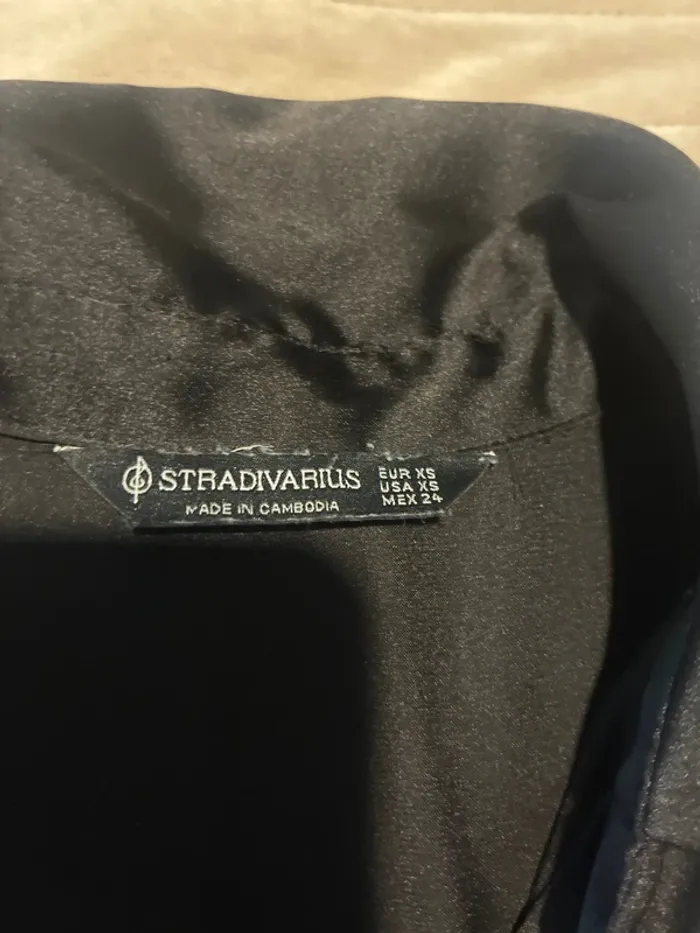 STRADIVARIUS
MADE IN CAMBODIA
EUR XS
USA XS
MEX 24